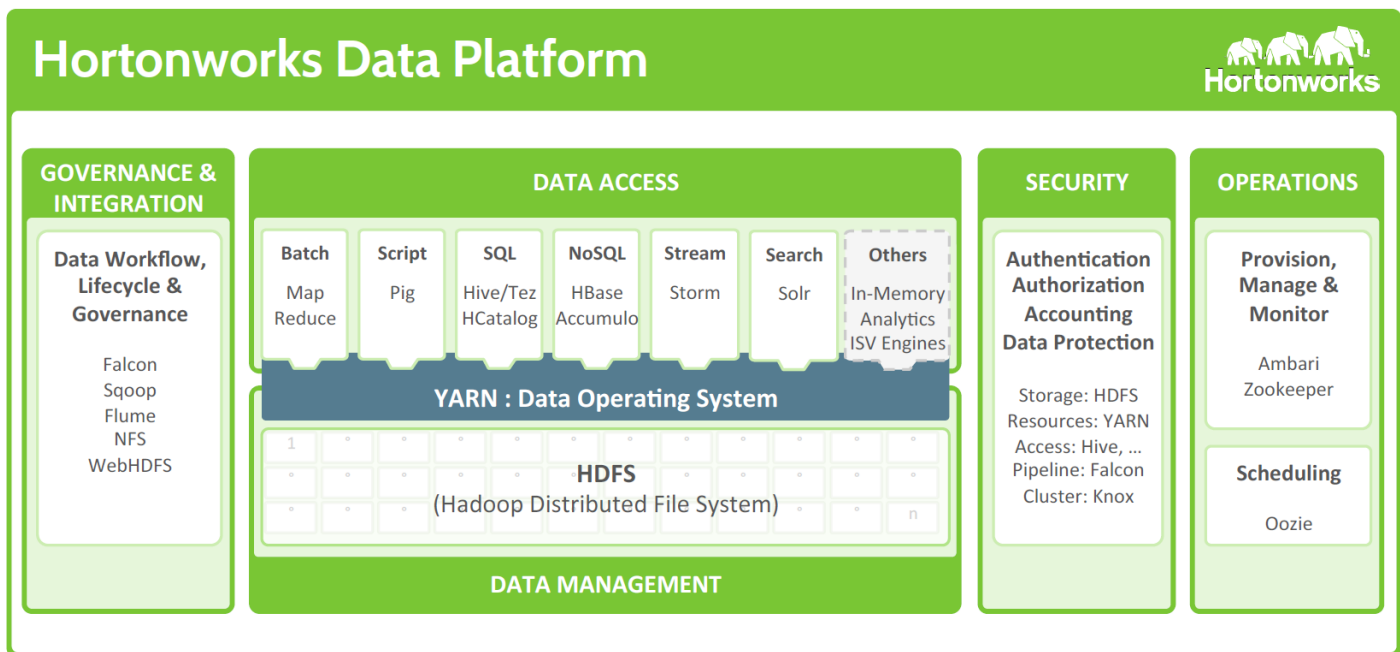 Hortonworks Data Platform
Hortonworks
GOVERNANCE &
INTEGRATION
Data Workflow,
Lifecycle &
Governance
Falcon
Sqoop
Flume
NFS
WebHDFS
DATA ACCESS
Batch
Map
Reduce
Script
Pig
SQL
Hive/Tez
HCatalog
NoSQL
HBase
Accumulo
Stream
Storm
Search
Solr
Others
In-Memory
Analytics
ISV Engines
YARN : Data Operating System
1
HDFS
(Hadoop Distributed File System)
n
DATA MANAGEMENT
SECURITY
Authentication
Authorization
Accounting
Data Protection
Storage: HDFS
Resources: YARN
Access: Hive, ...
Pipeline: Falcon
Cluster: Knox
OPERATIONS
Provision,
Manage &
Monitor
Ambari
Zookeeper
Scheduling
Oozie